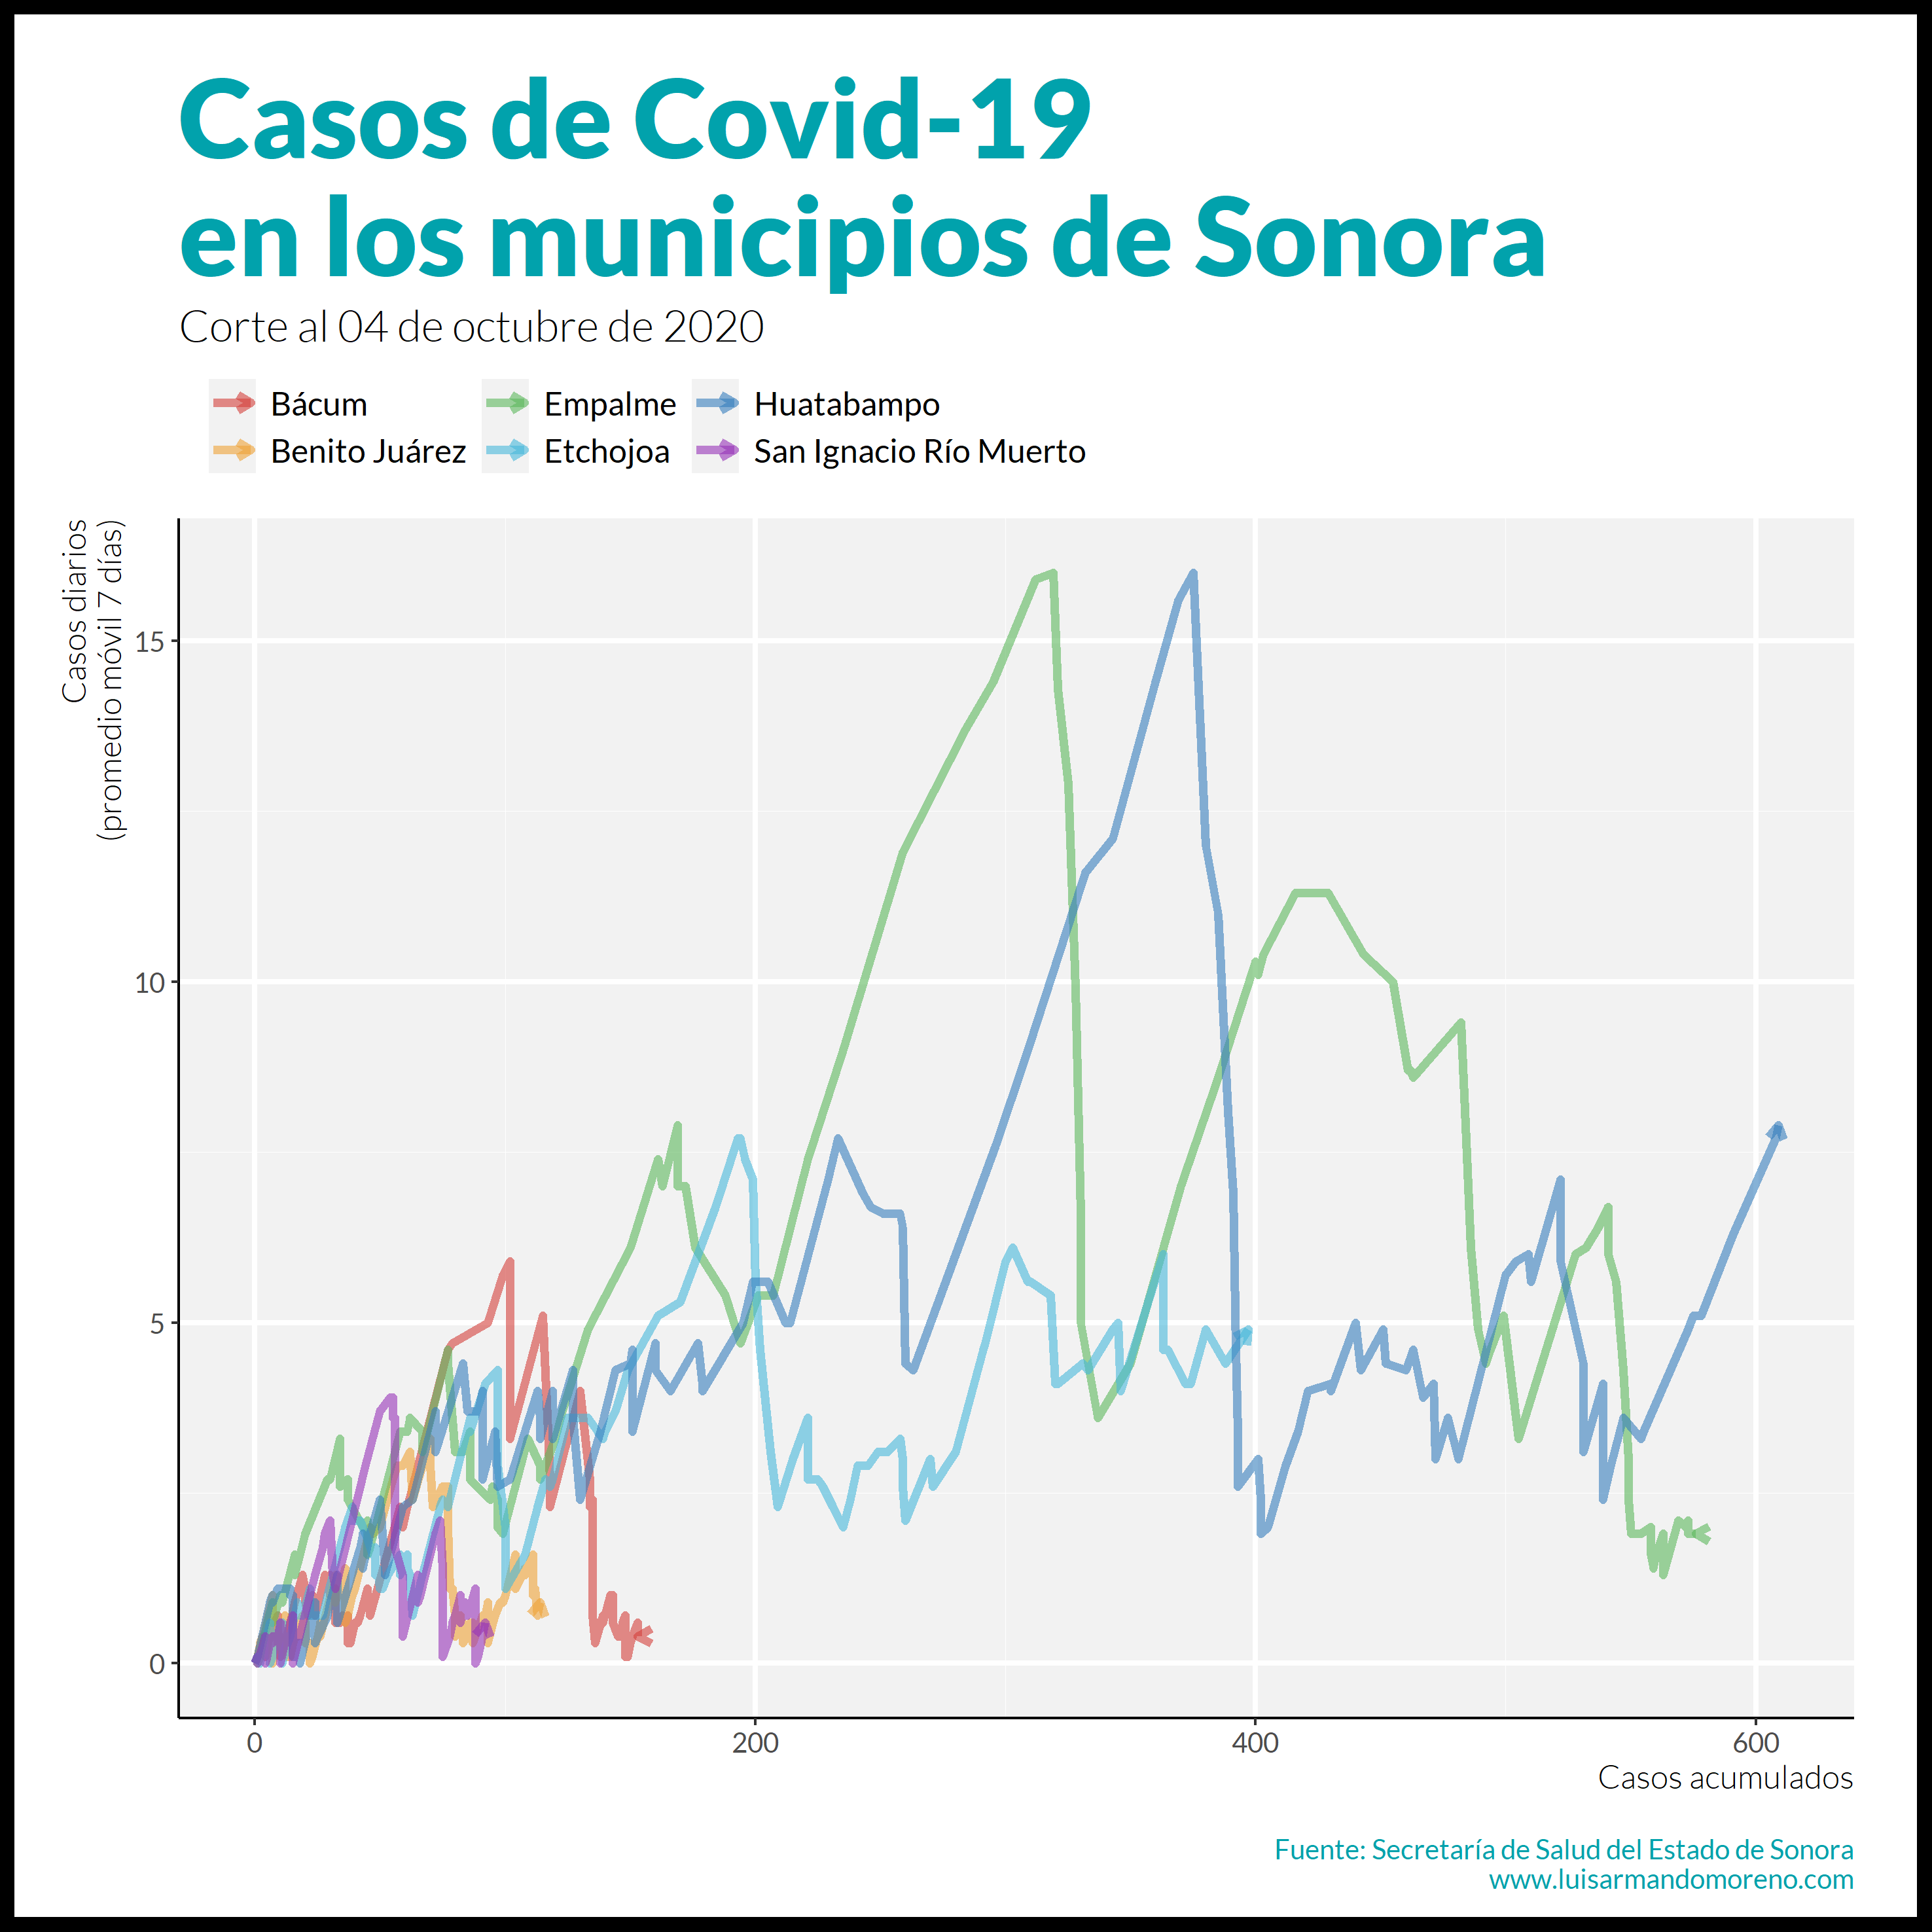 Casos de Covid-19
en los municipios de Sonora
Corte al 04 de octubre de 2020
Bácum
Empalme
Huatabampo
Benito Juárez
Etchojoa
San Ignacio Río Muerto
Casos diarios
(promedio móvil 7 días)
15
10
5
0
0
200
400
600
Casos acumulados
Fuente: Secretaría de Salud del Estado de Sonora
www.luisarmandomoreno.com